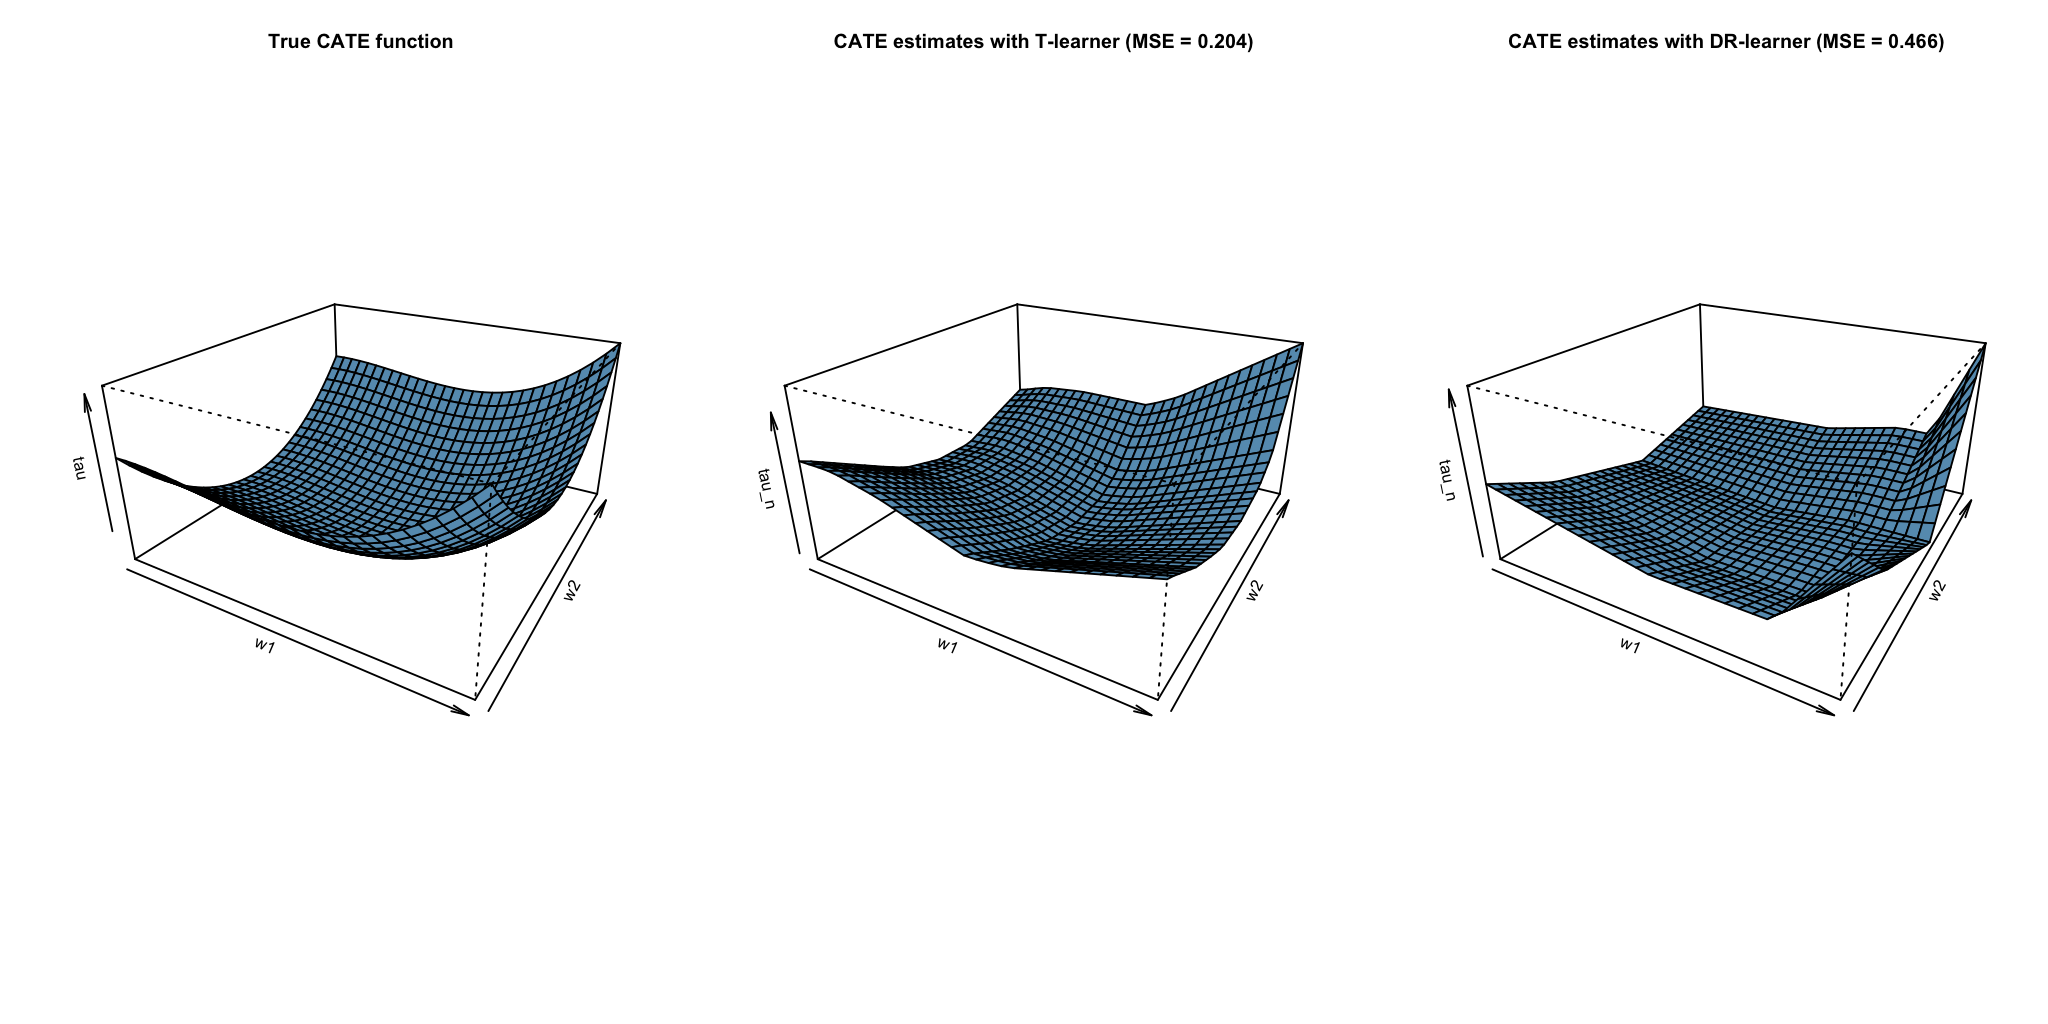 True CATE function
tau
w1
w2
CATE estimates with T-learner (MSE = 0.204)
tau_n
w1
w2
CATE estimates with DR-learner (MSE = 0.466)
tau_n
w1
w2